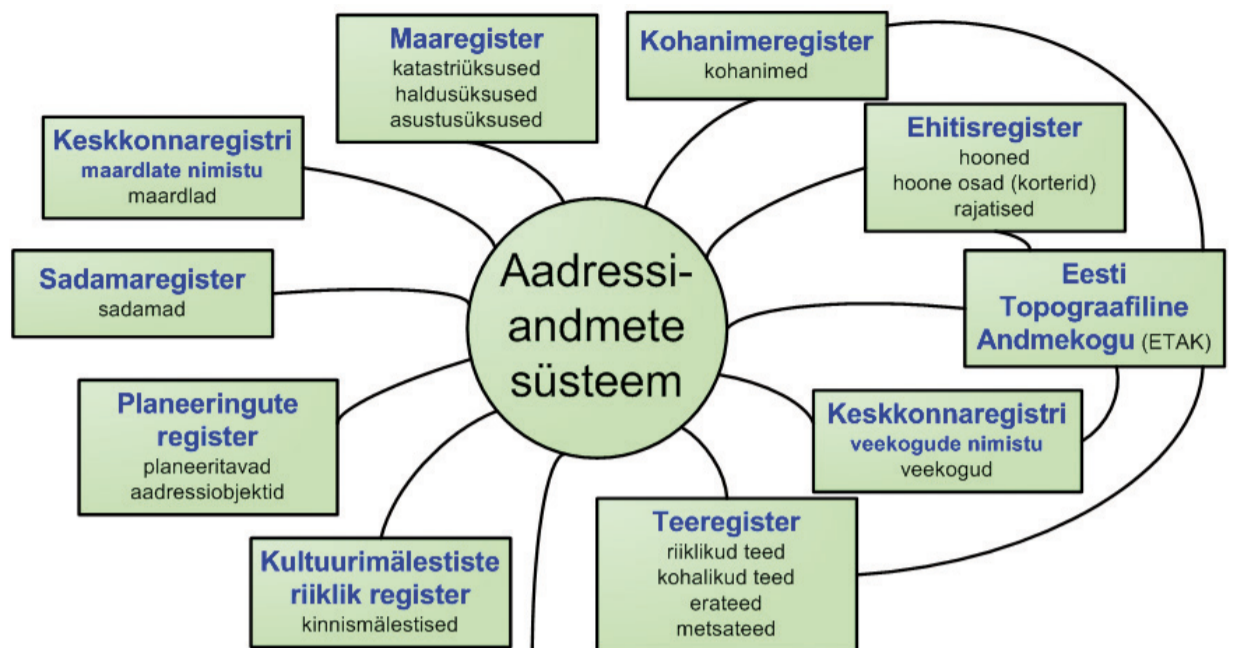 Maaregister
katastriüksused
haldusüksused
asustusüksused
Kohanimeregister
kohanimed
Ehitisregister
hooned
hoone osad (korterid)
rajatised
Keskkonnaregistri
maardlate nimistu
maardlad
Sadamaregister
sadamad
Aadressi-
andmete
süsteem
Eesti
Topograafiline
Andmekogu (ETAK)
Planeeringute
register
planeeritavad
aadressiobjektid
Keskkonnaregistri
veekogude nimistu
veekogud
Kultuurimälestiste
riiklik register
kinnismälestised
Teeregister
riiklikud teed
kohalikud teed
erateed
metsateed